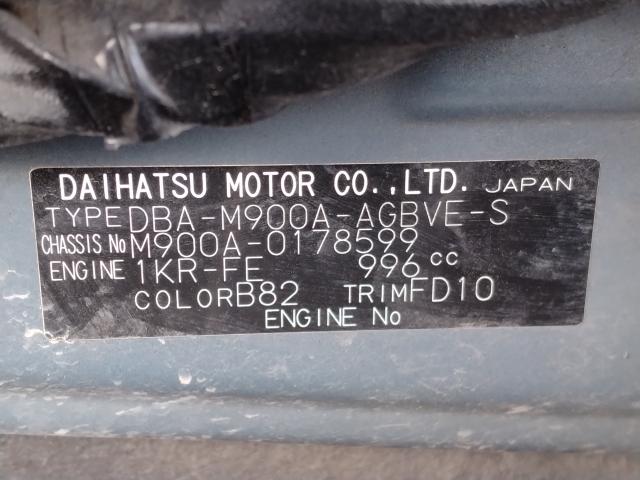 DAIHATSU MOTOR CO.,LTD. JAPAN
TYPE DBA-M900A-AGBVE-S
CHASSIS No M900A-0178599
ENGINE 1KR-FE 996 cc
COLOR B82 TRIM FD10
ENGINE No